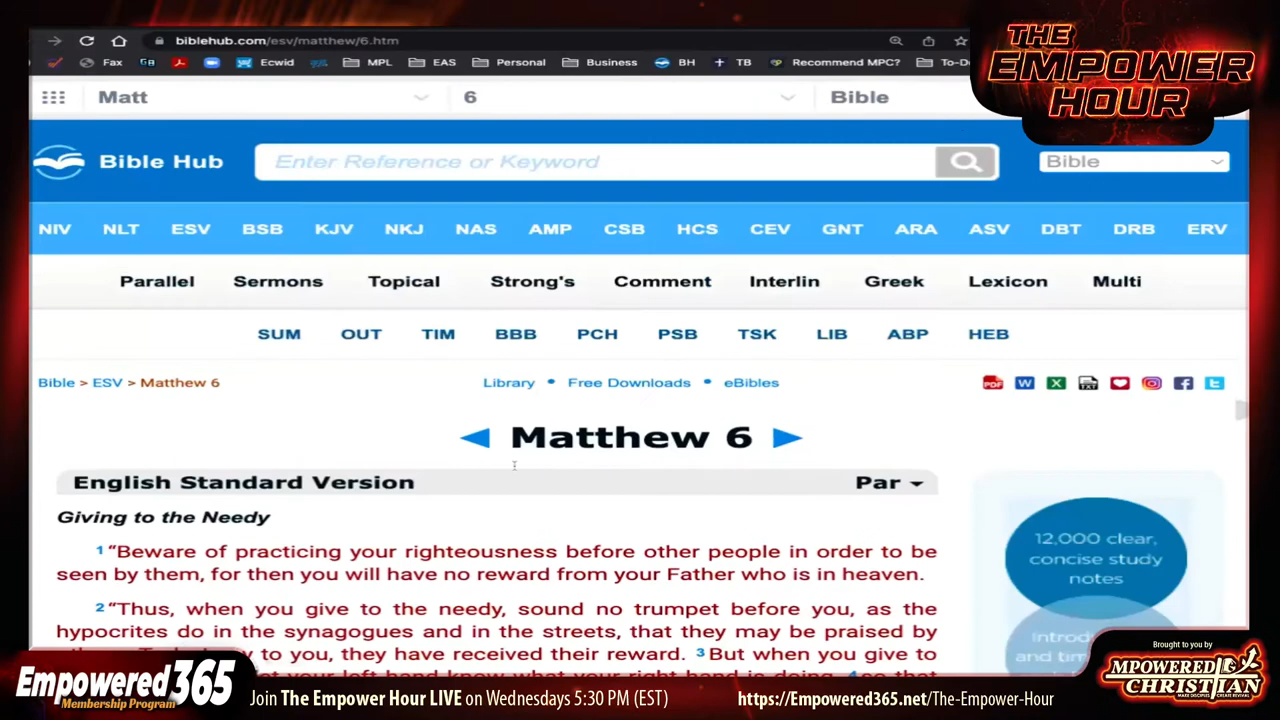 biblehub.com/esv/matthew/6.htm
THE EMPOWER HOUR
Fax Ecwid MPL EAS Personal Business BH TB Recommend MPC? To-D
Matt 6 Bible
Bible Hub Enter Reference or Keyword Bible
NIV NLT ESV BSB KJV NKJ NAS AMP CSB HCS CEV GNT ARA ASV DBT DRB ERV
Parallel Sermons Topical Strong's Comment Interlin Greek Lexicon Multi
SUM OUT TIM BBB PCH PSB TSK LIB ABP HEB
Bible > ESV > Matthew 6 Library • Free Downloads • eBibles
◄ Matthew 6 ►
English Standard Version Par
Giving to the Needy
1 “Beware of practicing your righteousness before other people in order to be
seen by them, for then you will have no reward from your Father who is in heaven.
2 “Thus, when you give to the needy, sound no trumpet before you, as the
hypocrites do in the synagogues and in the streets, that they may be praised by
to you, they have received their reward. 3 But when you give to
12,000 clear,
concise study
notes
Empowered365
Membership Program
Join The Empower Hour LIVE on Wednesdays 5:30 PM (EST)
https://Empowered365.net/The-Empower-Hour
Brought to you by
MPOWERED
CHRISTIAN
MAKE DISCIPLES CREATE REVIVAL